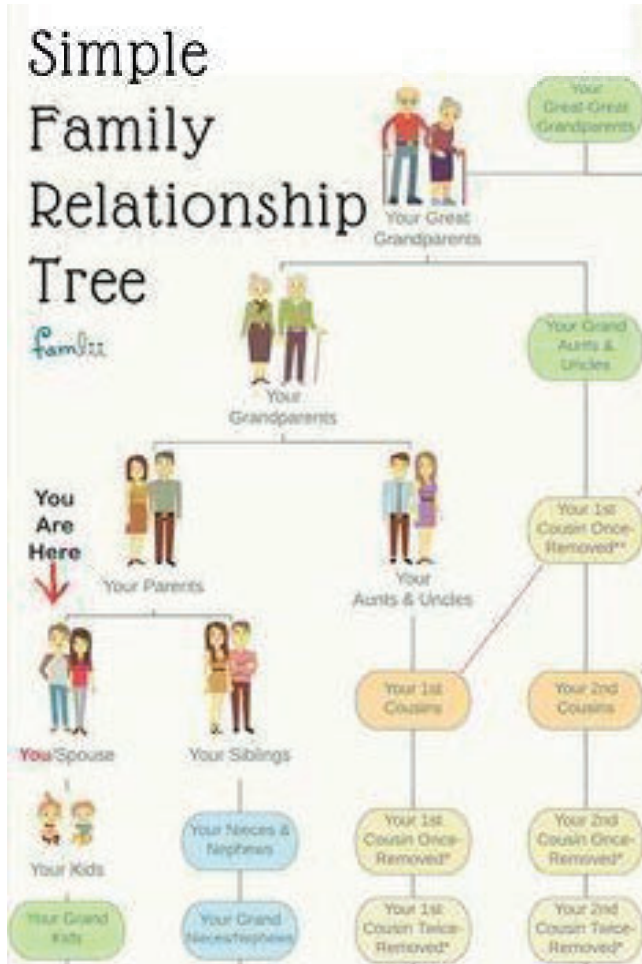 Simple
Family
Relationship
Tree
famlii
Your
Great-Great
Grandparents
Your Great
Grandparents
Your Grand
Aunts &
Uncles
Your
Grandparents
You
Are
Here
Your Parents
Your
Aunts & Uncles
Your 1st
Cousin Once-
Removed**
You/Spouse
Your Siblings
Your 1st
Cousins
Your 2nd
Cousins
Your Kids
Your Nieces &
Nephews
Your 1st
Cousin Once-
Removed*
Your 2nd
Cousin Once-
Removed*
Your Grand
Kids
Your Grand
Nieces/Nephews
Your 1st
Cousin Twice-
Removed*
Your 2nd
Cousin Twice-
Removed*